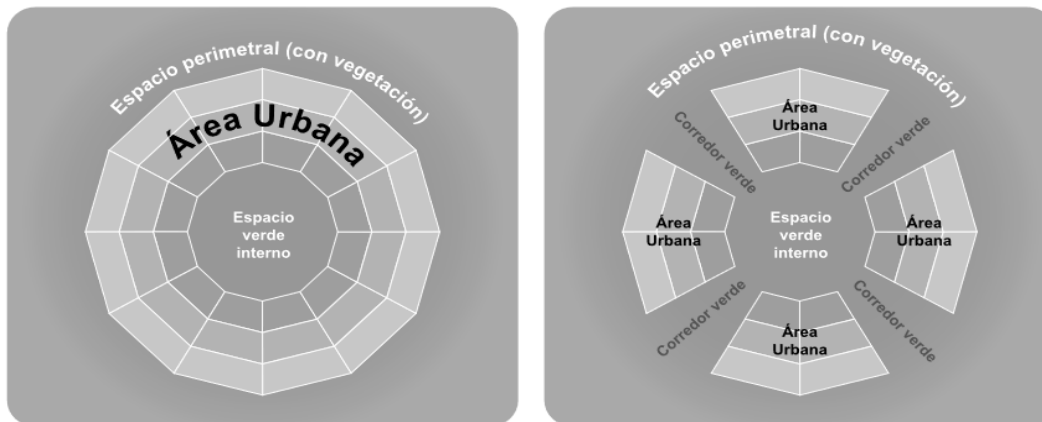 Espacio perimetral (con vegetación)
Área Urbana
Espacio
verde
interno
Espacio perimetral (con vegetación)
Área
Urbana
Corredor verde
Corredor verde
Área
Urbana
Espacio
verde
interno
Área
Urbana
Corredor verde
Corredor verde
Área
Urbana